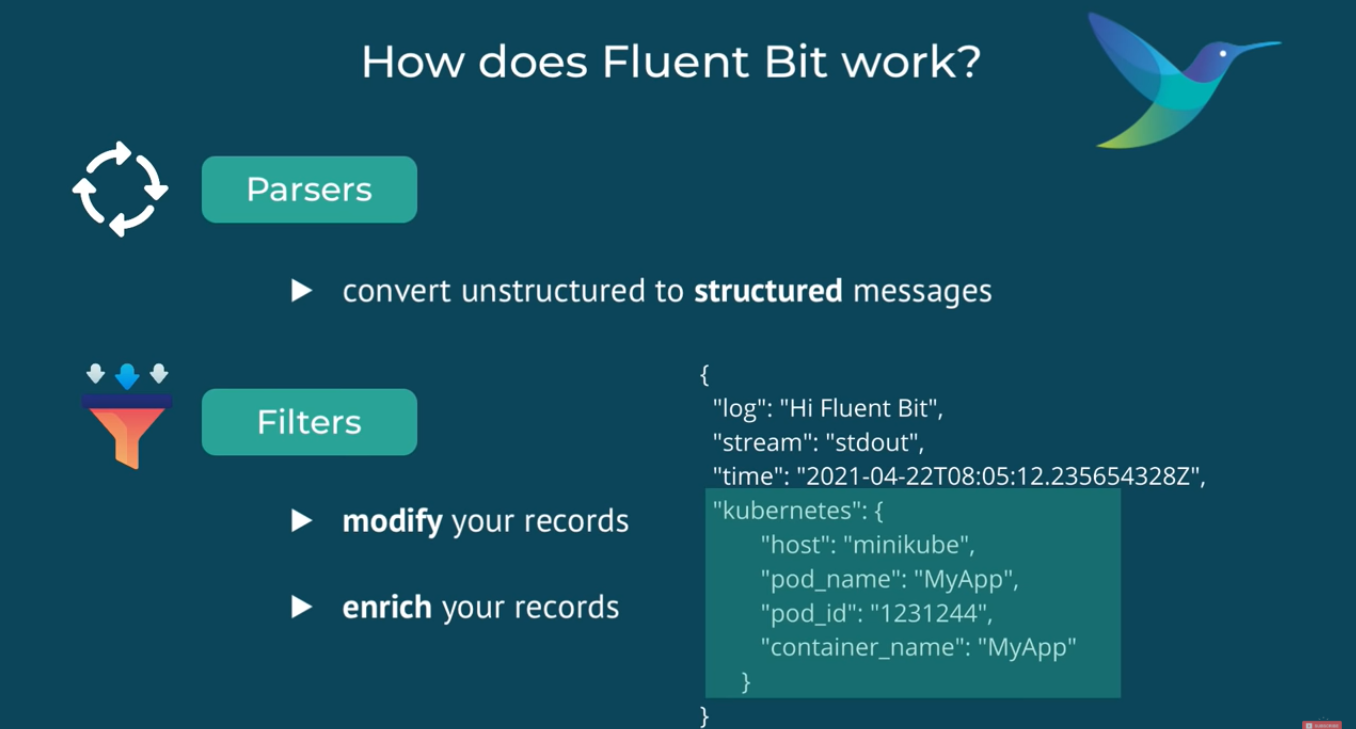 How does Fluent Bit work?
Parsers
▶ convert unstructured to structured messages
Filters
▶ modify your records
▶ enrich your records
{
"log": "Hi Fluent Bit",
"stream": "stdout",
"time": "2021-04-22T08:05:12.235654328Z",
"kubernetes": {
"host": "minikube",
"pod_name": "MyApp",
"pod_id": "1231244",
"container_name": "MyApp"
}
}